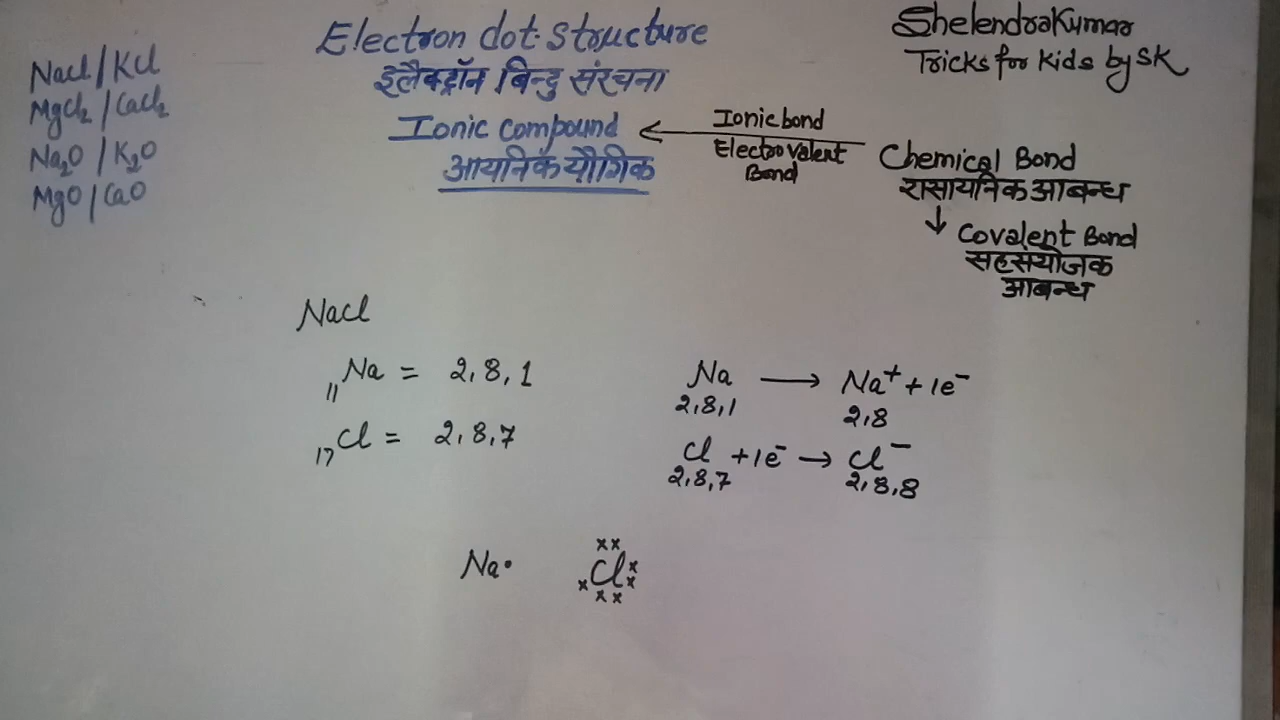 Electron dot structure
इलैक्ट्रॉन बिन्दु संरचना
Ionic compound
आयनिक यौगिक
Shelendra Kumar
Tricks for Kids by SK
NaCl / KCl
MgCl₂ / CaCl₂
Na₂O / K₂O
MgO / CaO
Ionic bond
Electrovalent
Bond
Chemical Bond
रासायनिक आबन्ध
↓ Covalent Bond
सहसंयोजक
आबन्ध
NaCl
₁₁Na = 2,8,1
₁₇Cl = 2,8,7
Na → Na⁺ + 1e⁻
2,8,1 2,8
Cl + 1e⁻ → Cl⁻
2,8,7 2,8,8
Na• Cl